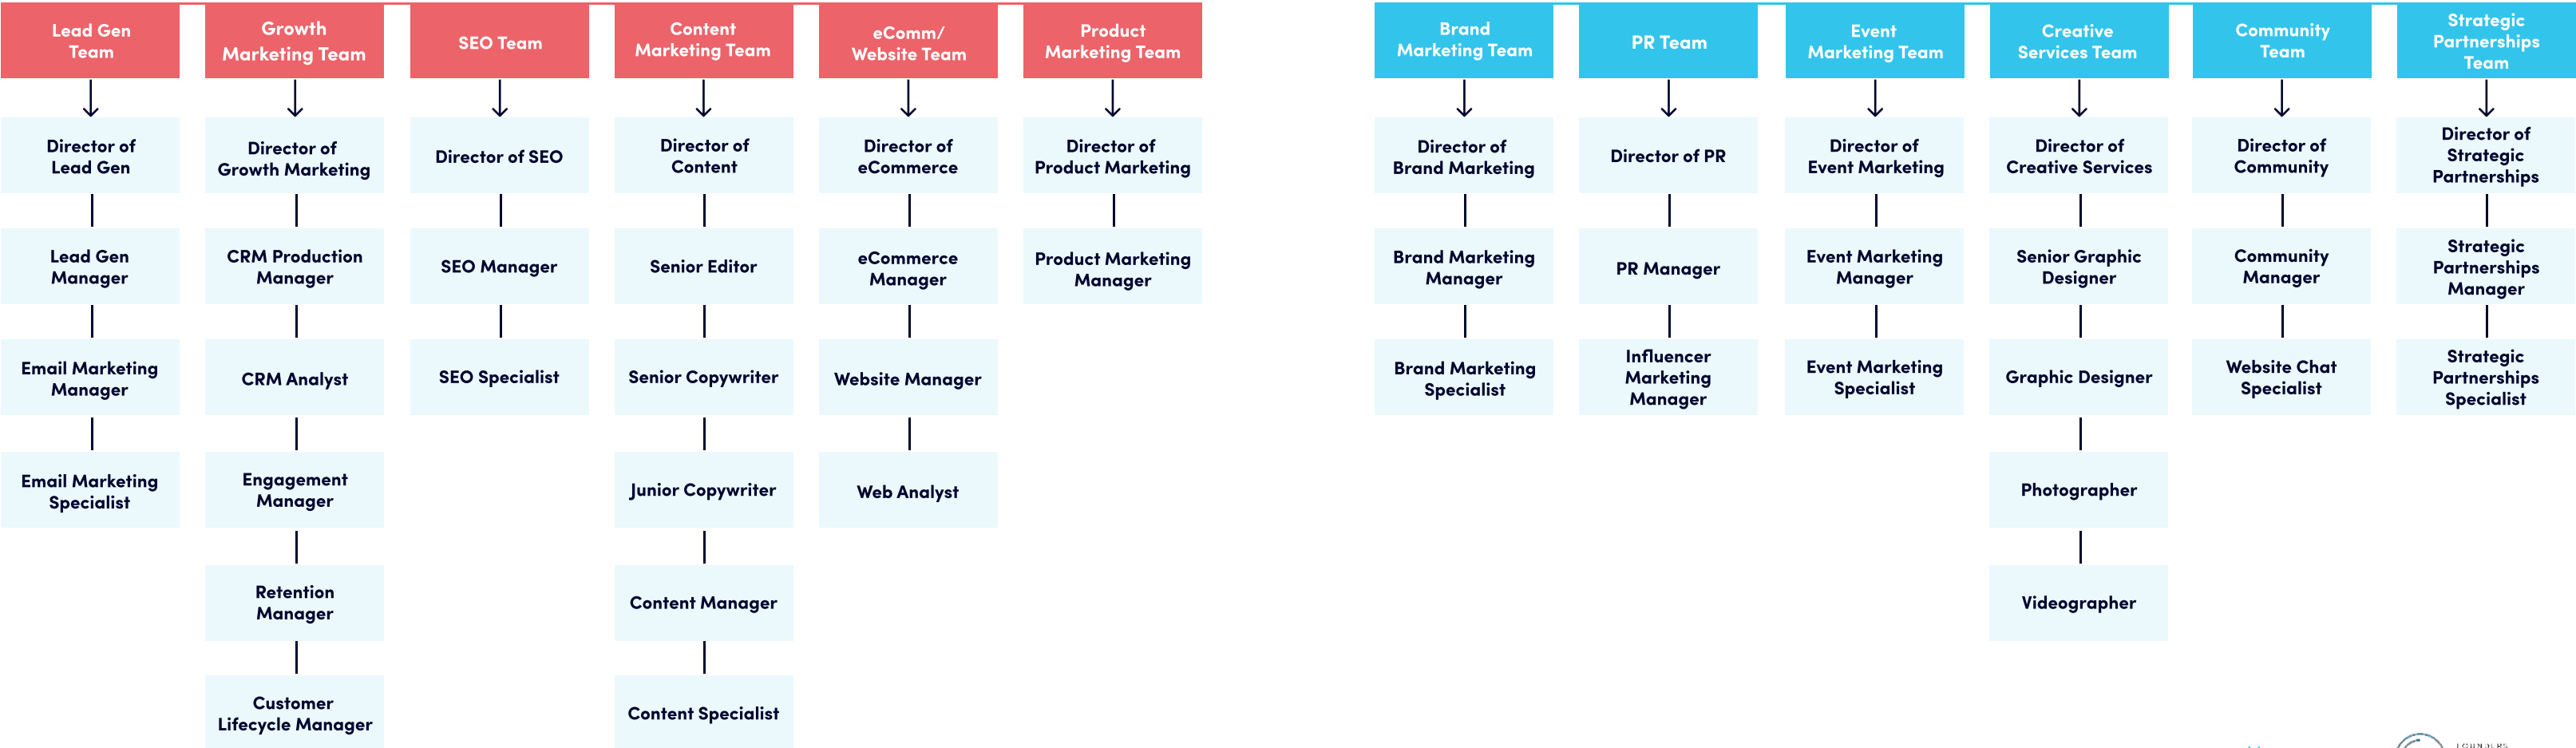 Lead Gen
Team
Growth
Marketing Team
SEO Team
Content
Marketing Team
eComm/
Website Team
Product
Marketing Team
Brand
Marketing Team
PR Team
Event
Marketing Team
Creative
Services Team
Community
Team
Strategic
Partnerships
Team
Director of
Lead Gen
Director of
Growth Marketing
Director of SEO
Director of
Content
Director of
eCommerce
Director of
Product Marketing
Director of
Brand Marketing
Director of PR
Director of
Event Marketing
Director of
Creative Services
Director of
Community
Director of
Strategic
Partnerships
Lead Gen
Manager
CRM Production
Manager
SEO Manager
Senior Editor
eCommerce
Manager
Product Marketing
Manager
Brand Marketing
Manager
PR Manager
Event Marketing
Manager
Senior Graphic
Designer
Community
Manager
Strategic
Partnerships
Manager
Email Marketing
Manager
CRM Analyst
SEO Specialist
Senior Copywriter
Website Manager
Brand Marketing
Specialist
Influencer
Marketing
Manager
Event Marketing
Specialist
Graphic Designer
Website Chat
Specialist
Strategic
Partnerships
Specialist
Email Marketing
Specialist
Engagement
Manager
Junior Copywriter
Web Analyst
Photographer
Retention
Manager
Content Manager
Videographer
Customer
Lifecycle Manager
Content Specialist
FOUNDERS